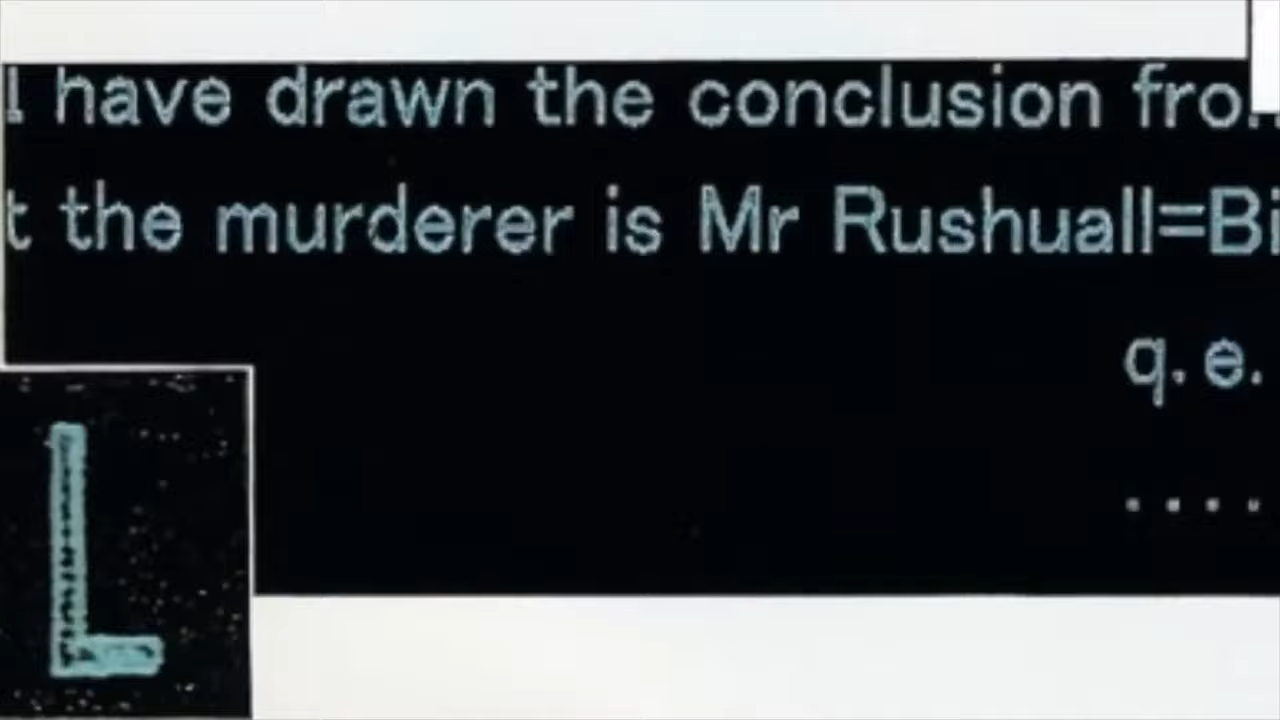 I have drawn the conclusion fro
t the murderer is Mr Rushuall=Bi
q. e.
....
L